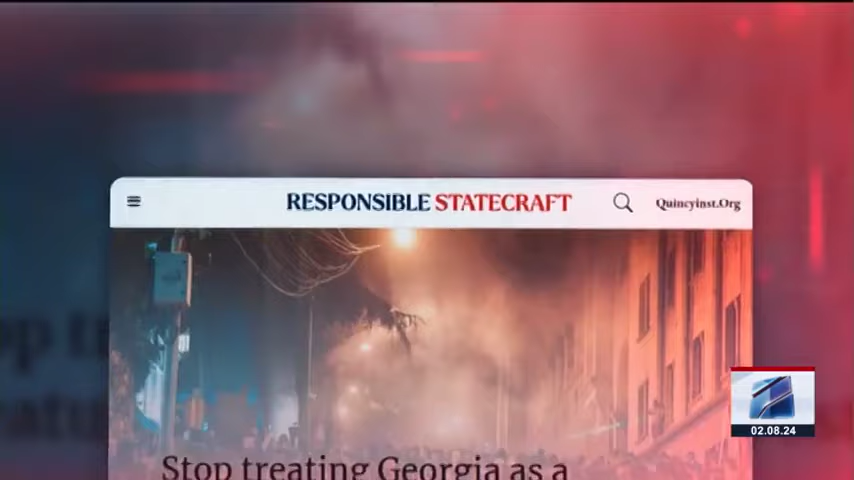 RESPONSIBLE STATECRAFT
Quincyinst.Org
Stop treating Georgia as a
02.08.24